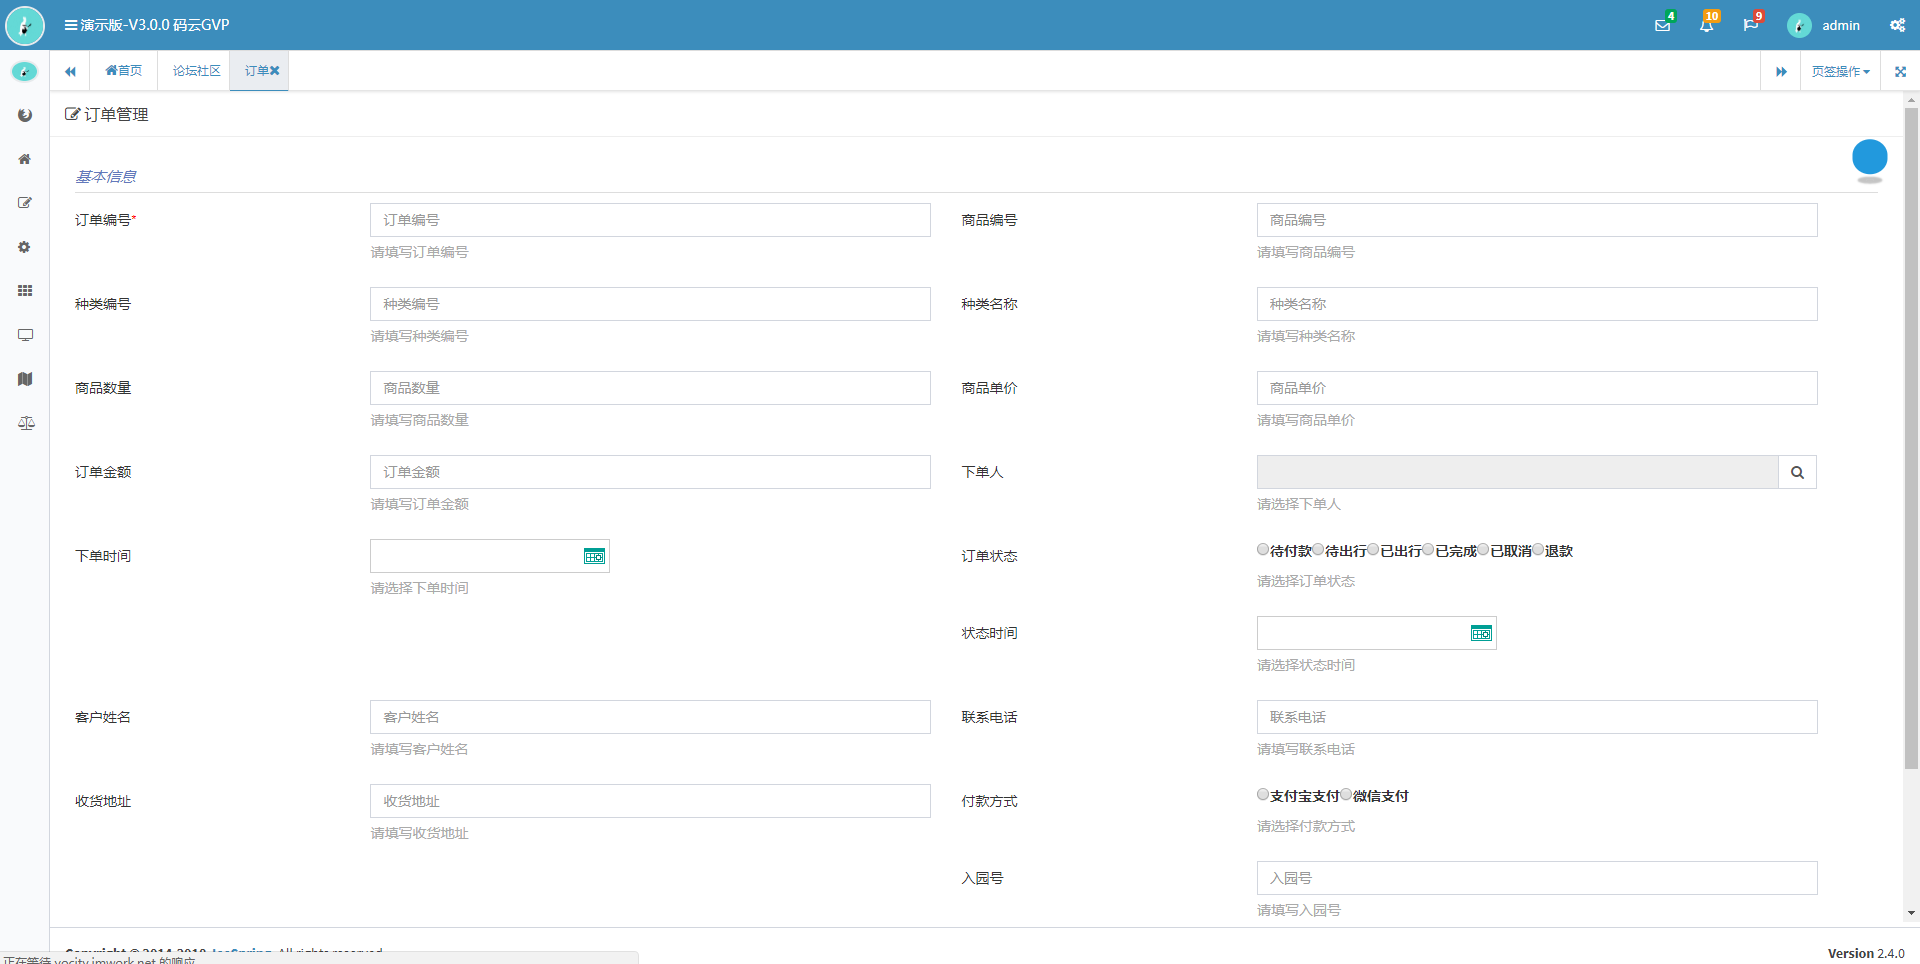 演示版-V3.0.0 码云GVP
4
10
9
admin
首页
论坛社区
订单
页签操作
订单管理
基本信息
订单编号*
订单编号
请填写订单编号
商品编号
商品编号
请填写商品编号
种类编号
种类编号
请填写种类编号
种类名称
种类名称
请填写种类名称
商品数量
商品数量
请填写商品数量
商品单价
商品单价
请填写商品单价
订单金额
订单金额
请填写订单金额
下单人
请选择下单人
下单时间
请选择下单时间
订单状态
待付款 待出行 已出行 已完成 已取消 退款
请选择订单状态
状态时间
请选择状态时间
客户姓名
客户姓名
请填写客户姓名
联系电话
联系电话
请填写联系电话
收货地址
收货地址
请填写收货地址
付款方式
支付宝支付 微信支付
请选择付款方式
入园号
入园号
请填写入园号
Copyright © 2014-2019 JeeSpring. All rights reserved
正在等待 yocity.imwork.net 的响应
Version 2.4.0